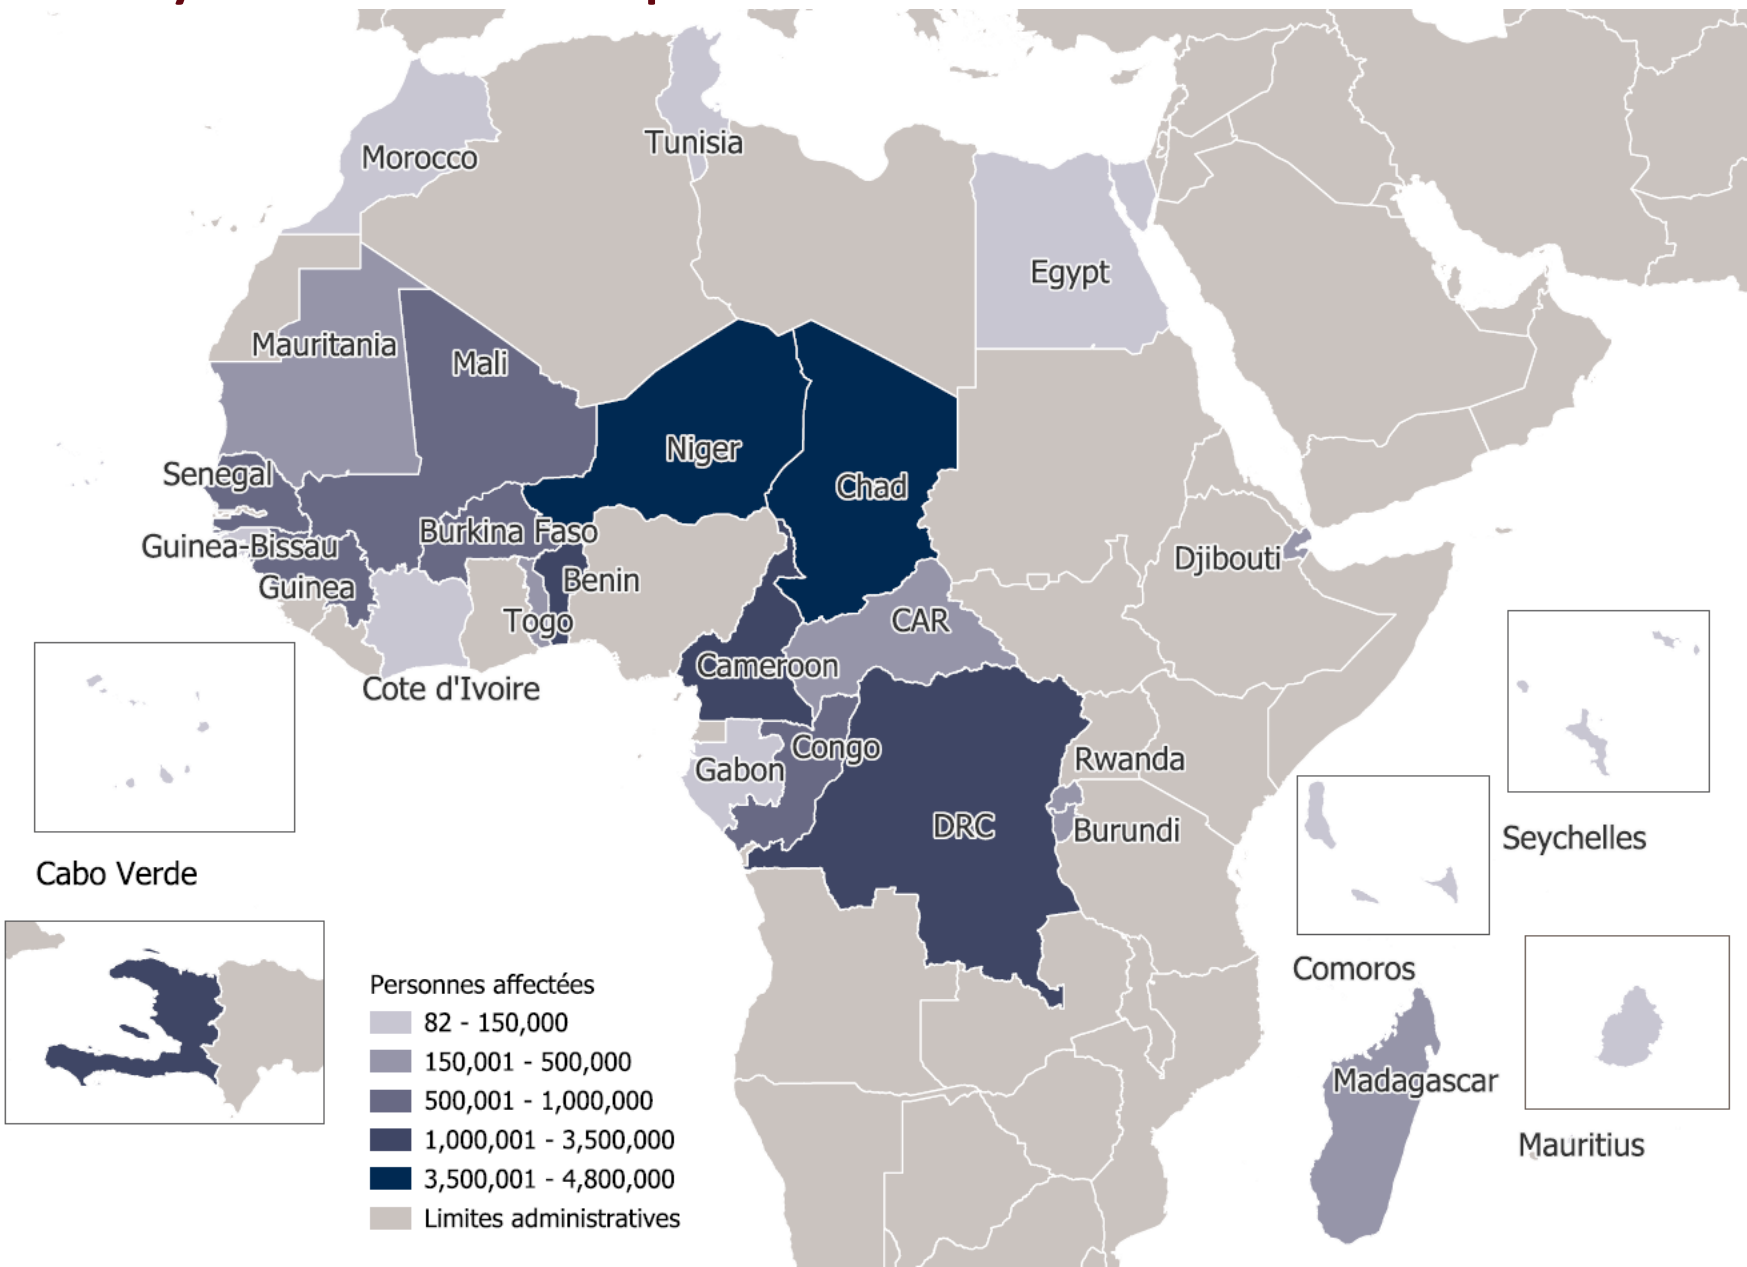 Morocco
Tunisia
Egypt
Mauritania
Mali
Niger
Chad
Senegal
Burkina Faso
Guinea-Bissau
Guinea
Benin
Togo
Djibouti
CAR
Cameroon
Cote d'Ivoire
Congo
Gabon
Rwanda
DRC
Burundi
Seychelles
Cabo Verde
Comoros
Madagascar
Mauritius
Personnes affectées
82 - 150,000
150,001 - 500,000
500,001 - 1,000,000
1,000,001 - 3,500,000
3,500,001 - 4,800,000
Limites administratives